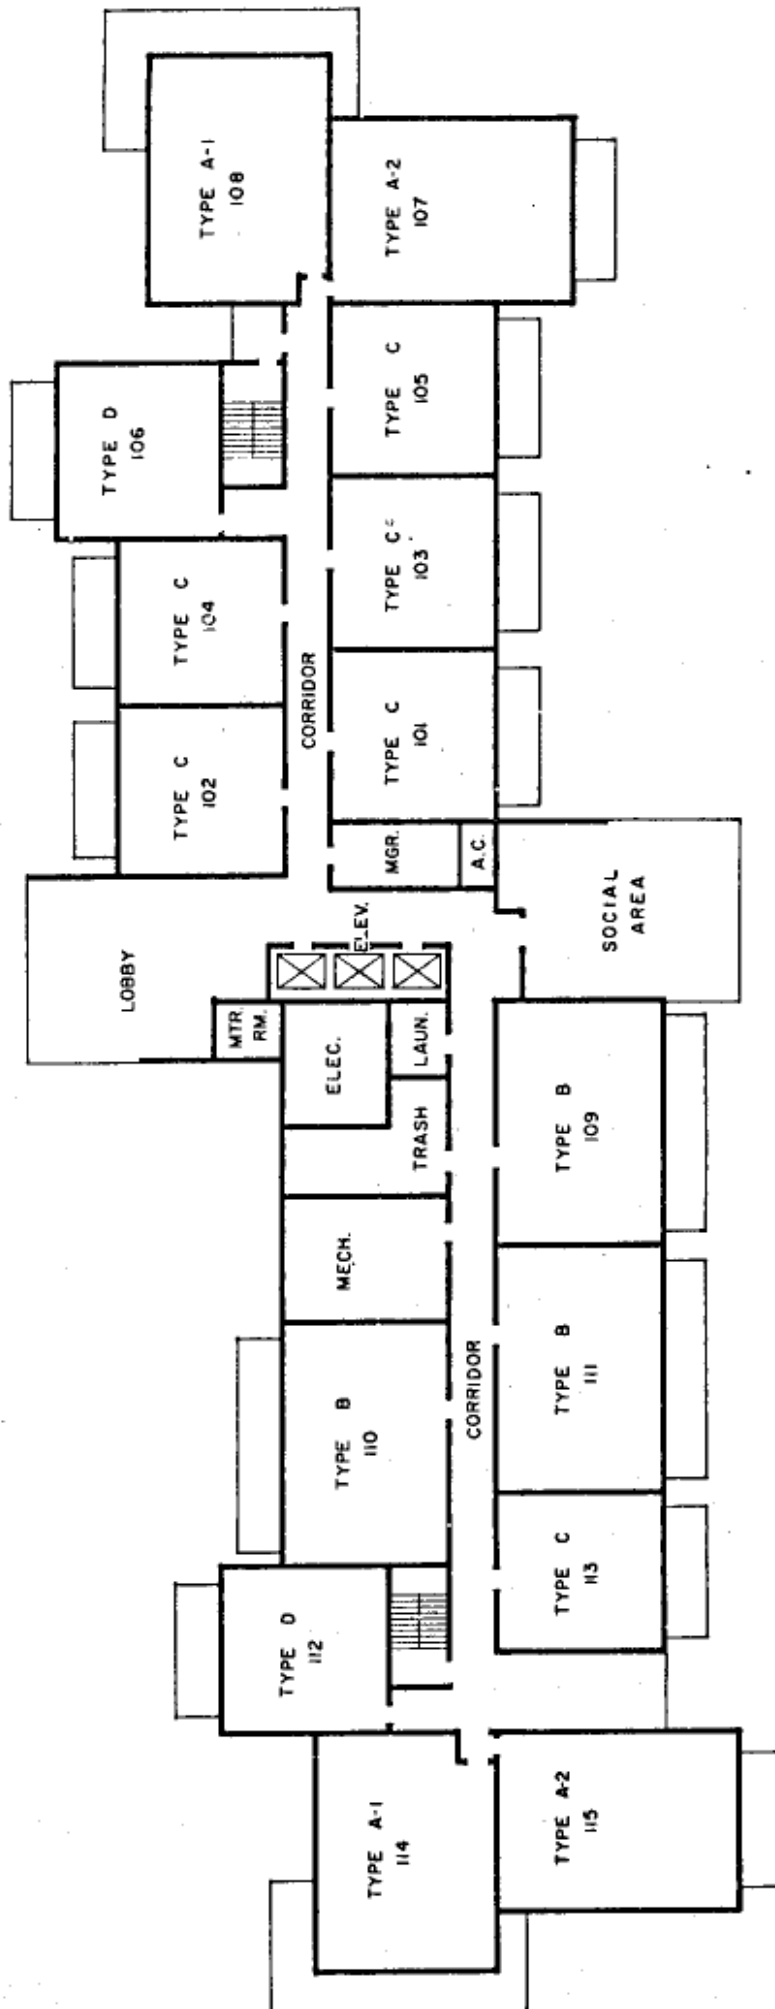 TYPE A-1
108
TYPE A-2
107
TYPE D
106
TYPE C
105
TYPE C
104
TYPE C
103
TYPE C
102
TYPE C
101
CORRIDOR
MGR.
A.C.
ELEV.
LOBBY
SOCIAL
AREA
MTR.
RM.
ELEC.
LAUN.
TRASH
MECH.
TYPE B
109
TYPE B
110
TYPE B
111
CORRIDOR
TYPE D
112
TYPE C
113
TYPE A-1
114
TYPE A-2
115